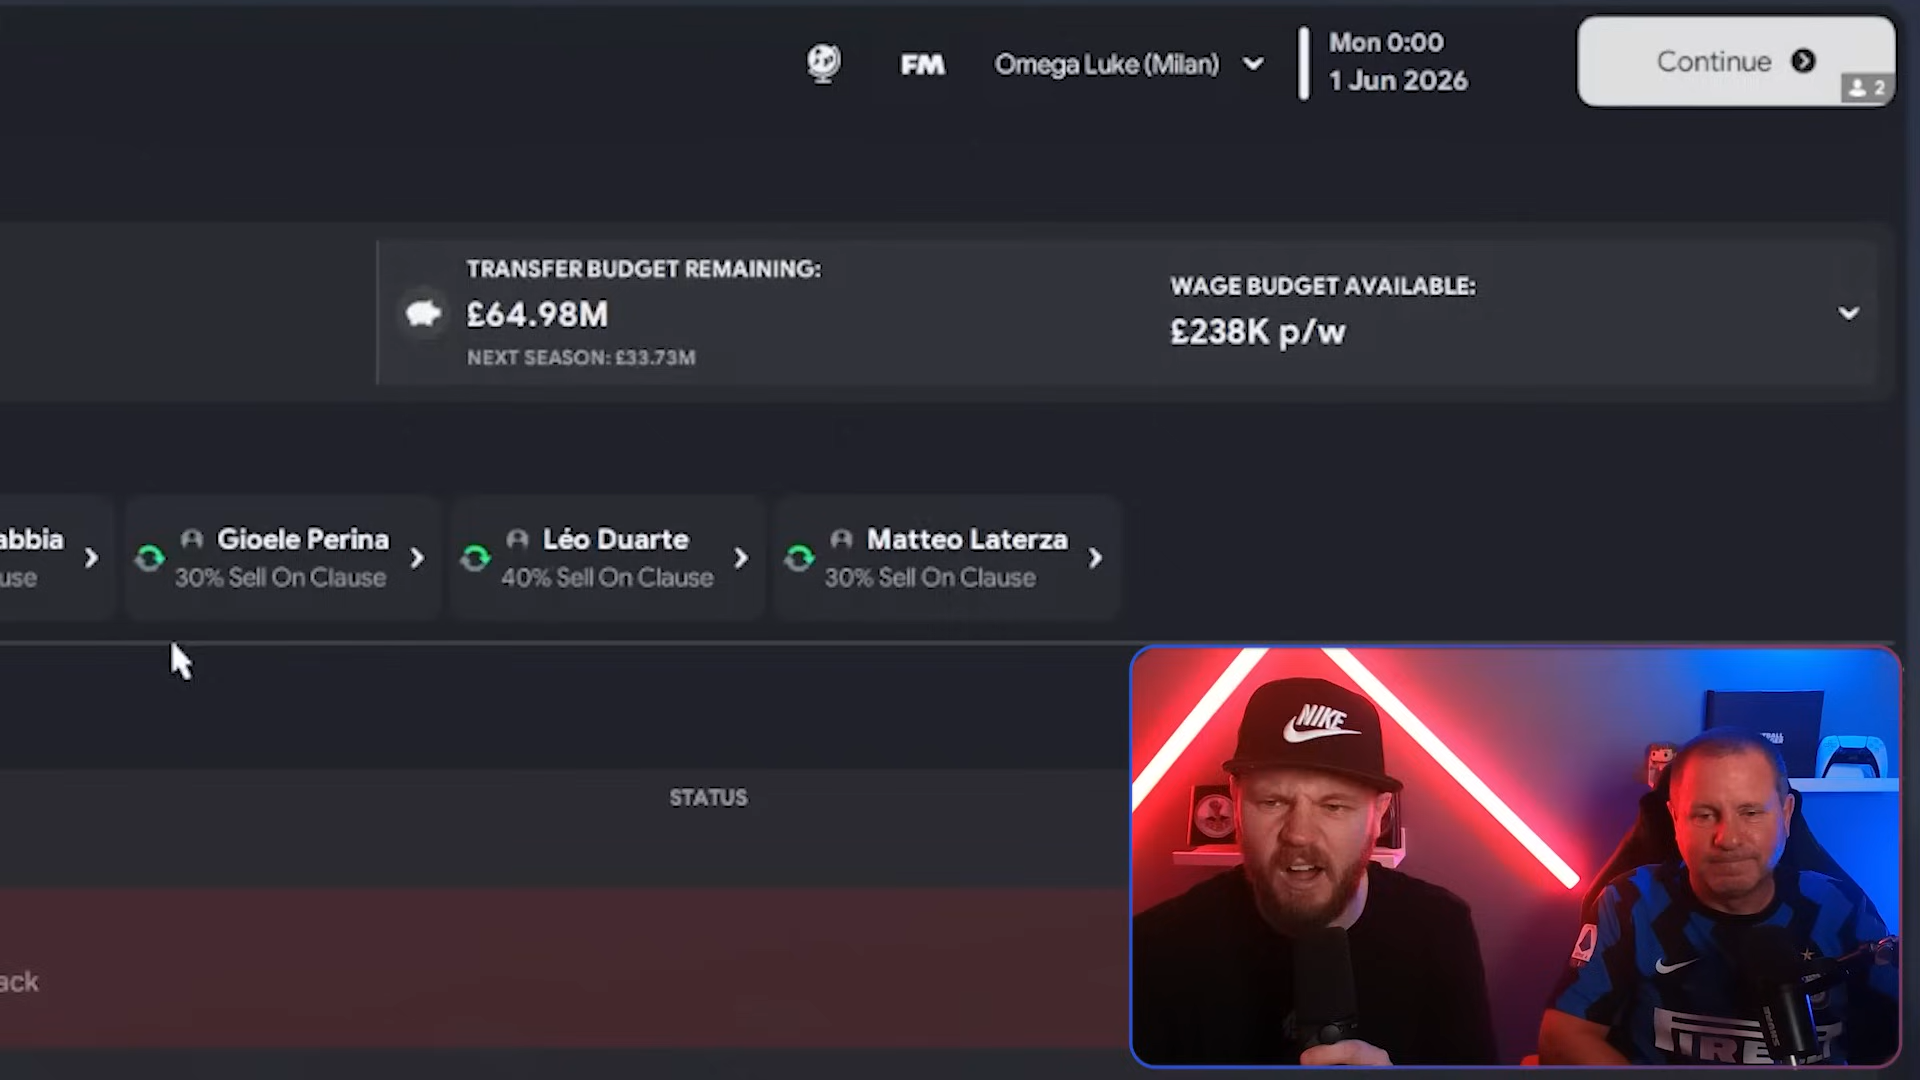 FM
Omega Luke (Milan)
Mon 0:00
1 Jun 2026
Continue
2
TRANSFER BUDGET REMAINING:
£64.98M
NEXT SEASON: £33.73M
WAGE BUDGET AVAILABLE:
£238K p/w
abbia
use
Gioele Perina
30% Sell On Clause
Léo Duarte
40% Sell On Clause
Matteo Laterza
30% Sell On Clause
STATUS
ack
NIKE